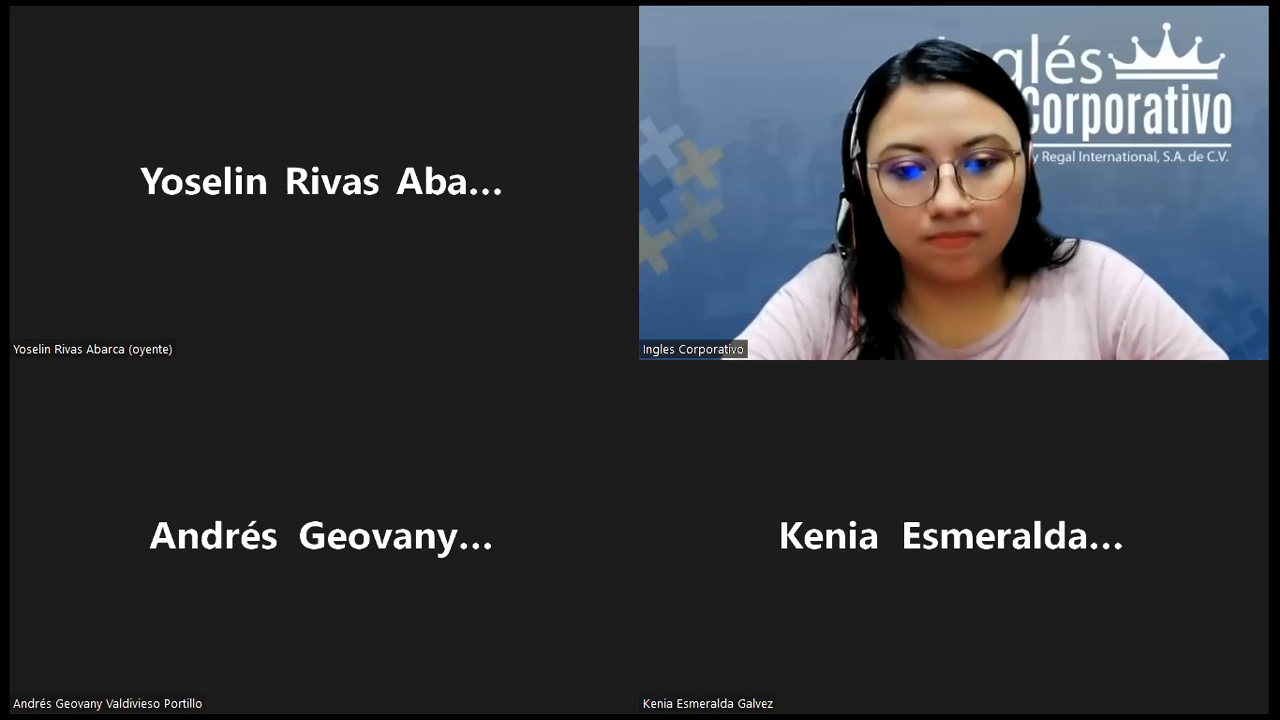 Yoselin Rivas Aba...
Yoselin Rivas Abarca (oyente)
glés
Corporativo
y Regal International, S.A. de C.V.
Ingles Corporativo
Andrés Geovany...
Andrés Geovany Valdivieso Portillo
Kenia Esmeralda...
Kenia Esmeralda Galvez